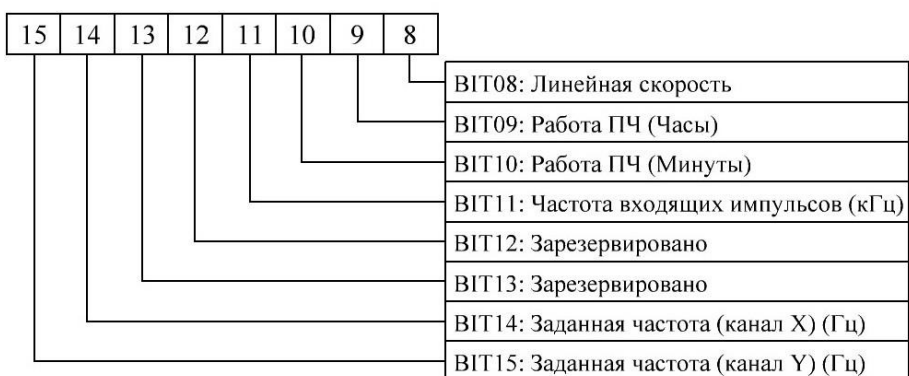 15 14 13 12 11 10 9 8
BIT08: Линейная скорость
BIT09: Работа ПЧ (Часы)
BIT10: Работа ПЧ (Минуты)
BIT11: Частота входящих импульсов (кГц)
BIT12: Зарезервировано
BIT13: Зарезервировано
BIT14: Заданная частота (канал X) (Гц)
BIT15: Заданная частота (канал Y) (Гц)